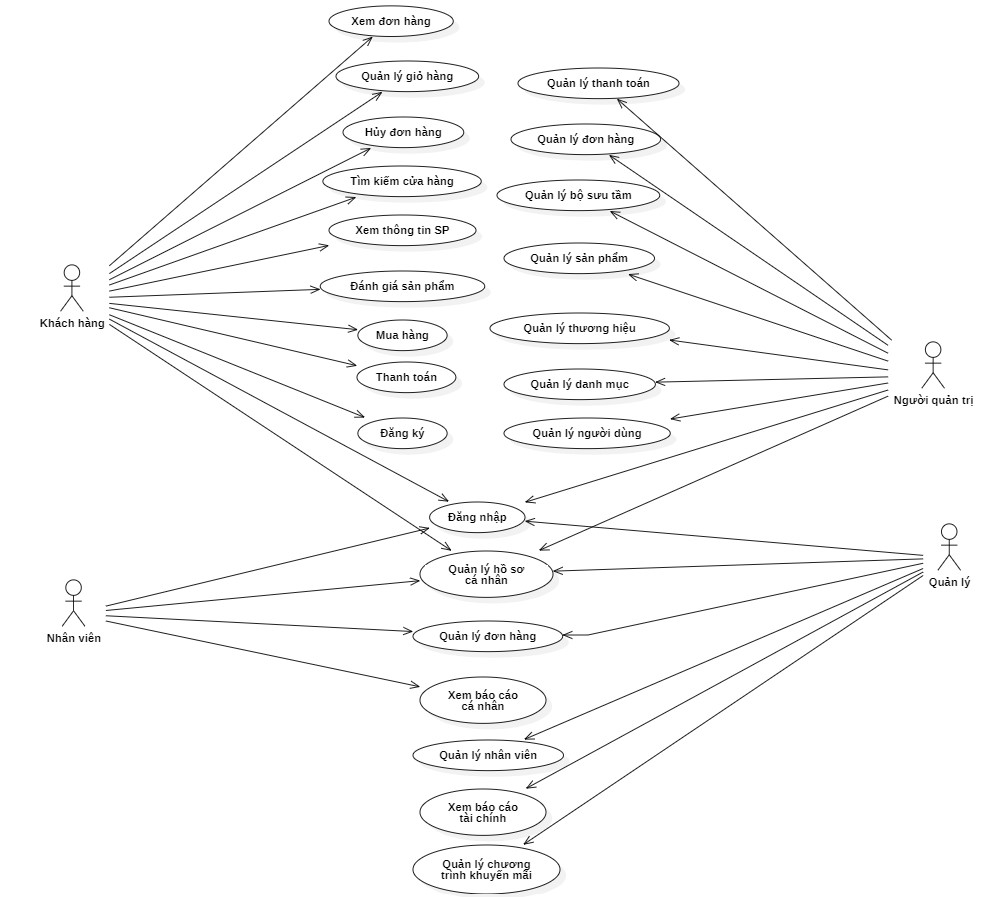 Xem đơn hàng
Quản lý giỏ hàng
Quản lý thanh toán
Hủy đơn hàng
Quản lý đơn hàng
Tìm kiếm cửa hàng
Quản lý bộ sưu tầm
Xem thông tin SP
Quản lý sản phẩm
Đánh giá sản phẩm
Khách hàng
Quản lý thương hiệu
Mua hàng
Thanh toán
Quản lý danh mục
Người quản trị
Đăng ký
Quản lý người dùng
Đăng nhập
Quản lý hồ sơ
cá nhân
Quản lý
Nhân viên
Quản lý đơn hàng
Xem báo cáo
cá nhân
Quản lý nhân viên
Xem báo cáo
tài chính
Quản lý chương
trình khuyến mãi